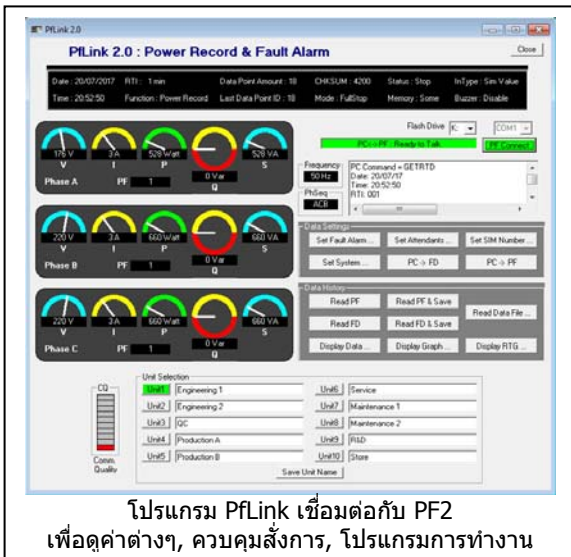 PfLink 2.0
PfLink 2.0 : Power Record & Fault Alarm
Close
Date : 20/07/2017 RTI : 1 min Data Point Amount : 18 CHKSUM : 4200 Status : Stop InType : Sim Value
Time : 20:52:50 Function : Power Record Last Data Point ID : 18 Mode : FullStop Memory : Some Buzzer : Disable
Flash Drive K: COM1
PC<->PF : Ready to Talk PF Connect
176 V 3 A 528 Watt 528 VA
V I P 0 Var S
Phase A PF 1 Q
Frequency
50 Hz
PhSeq
ACB
PC Command = GETRTD
Date: 20/07/17
Time: 20:52:50
RTI: 001
220 V 3 A 660 Watt 660 VA
V I P 0 Var S
Phase B PF 1 Q
Data Settings
Set Fault Alarm ... Set Attendants ... Set SIM Number ...
Set System ... PC -> FD PC -> PF
220 V 3 A 660 Watt 660 VA
V I P 0 Var S
Phase C PF 1 Q
Data History
Read PF Read PF & Save Read Data File ...
Read FD Read FD & Save
Display Data ... Display Graph ... Display RTG ...
CQ
Comm.
Quality
Unit Selection
Unit1 Engineering 1 Unit6 Service
Unit2 Engineering 2 Unit7 Maintenance 1
Unit3 QC Unit8 Maintenance 2
Unit4 Production A Unit9 R&D
Unit5 Production B Unit10 Store
Save Unit Name
โปรแกรม PfLink เชื่อมต่อกับ PF2
เพื่อดูค่าต่างๆ, ควบคุมสั่งการ, โปรแกรมการทำงาน